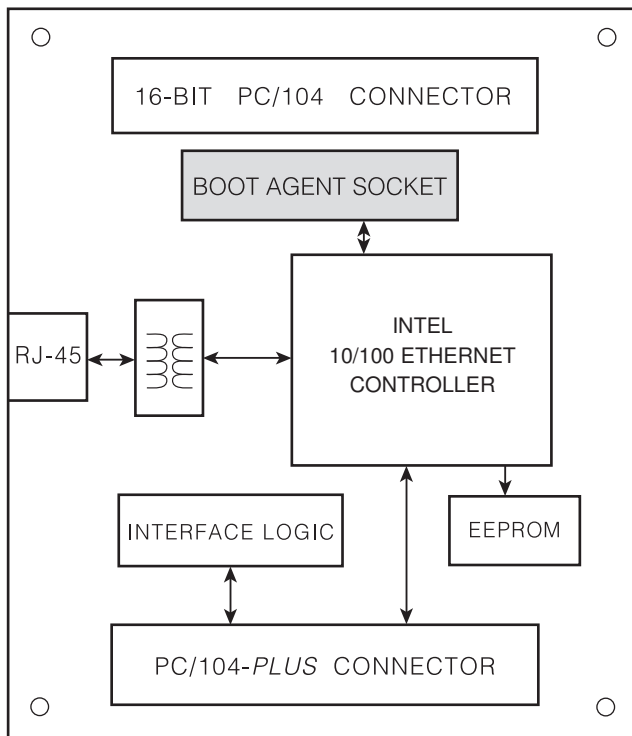 16-BIT PC/104 CONNECTOR
BOOT AGENT SOCKET
INTEL
10/100 ETHERNET
CONTROLLER
RJ-45
INTERFACE LOGIC
EEPROM
PC/104-PLUS CONNECTOR